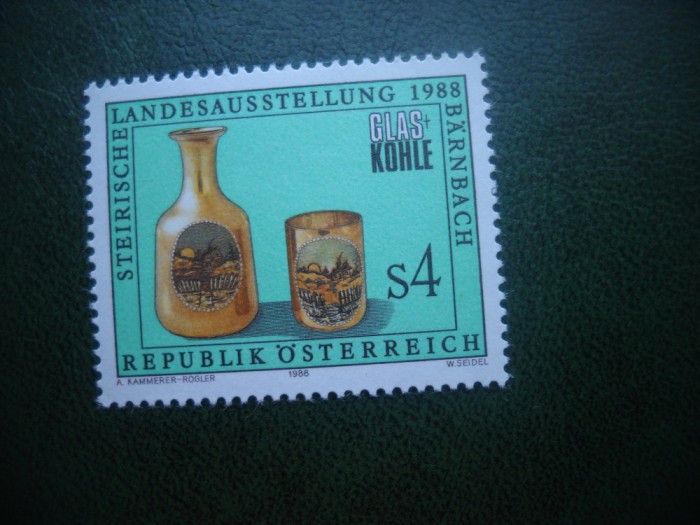 STEIRISCHE
LANDESAUSSTELLUNG 1988
BÄRNBACH
GLAS+
KOHLE
S4
REPUBLIK ÖSTERREICH
A. KAMMERER-ROGLER
1988
W. SEIDEL